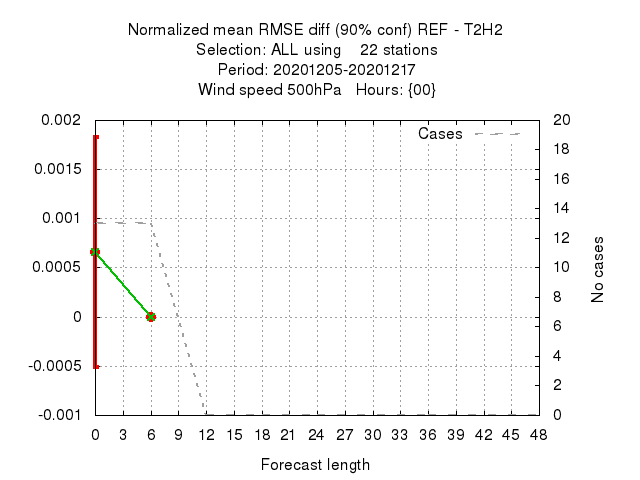 Normalized mean RMSE diff (90% conf) REF - T2H2
Selection: ALL using    22 stations
Period: 20201205-20201217
Wind speed 500hPa   Hours: {00}
Cases
0.002
0.0015
0.001
0.0005
0
-0.0005
-0.001
20
18
16
14
12
10
8
6
4
2
0
No cases
0 3 6 9 12 15 18 21 24 27 30 33 36 39 42 45 48
Forecast length